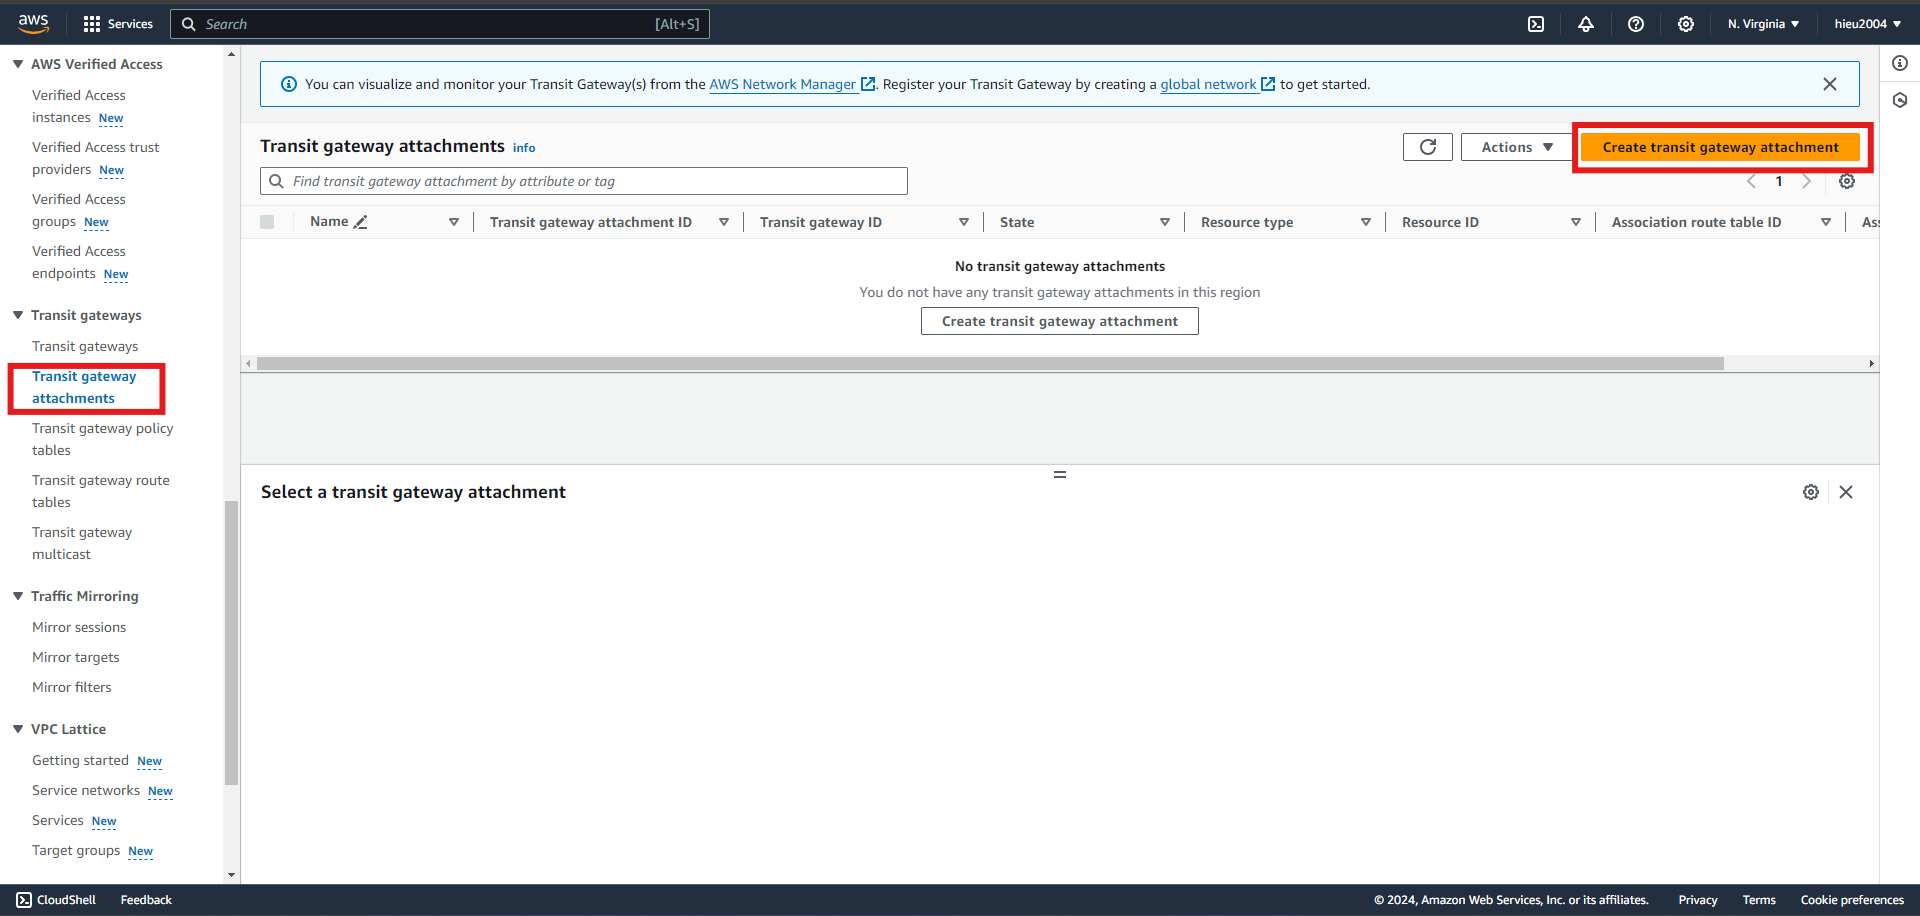 aws
Services
Search [Alt+S]
N. Virginia
hieu2004
AWS Verified Access
Verified Access
instances New
Verified Access trust
providers New
Verified Access
groups New
Verified Access
endpoints New
Transit gateways
Transit gateways
Transit gateway
attachments
Transit gateway policy
tables
Transit gateway route
tables
Transit gateway
multicast
Traffic Mirroring
Mirror sessions
Mirror targets
Mirror filters
VPC Lattice
Getting started New
Service networks New
Services New
Target groups New
You can visualize and monitor your Transit Gateway(s) from the AWS Network Manager. Register your Transit Gateway by creating a global network to get started.
Transit gateway attachments Info
Actions
Create transit gateway attachment
Find transit gateway attachment by attribute or tag
1
Name Transit gateway attachment ID Transit gateway ID State Resource type Resource ID Association route table ID As
No transit gateway attachments
You do not have any transit gateway attachments in this region
Create transit gateway attachment
Select a transit gateway attachment
CloudShell Feedback
© 2024, Amazon Web Services, Inc. or its affiliates. Privacy Terms Cookie preferences